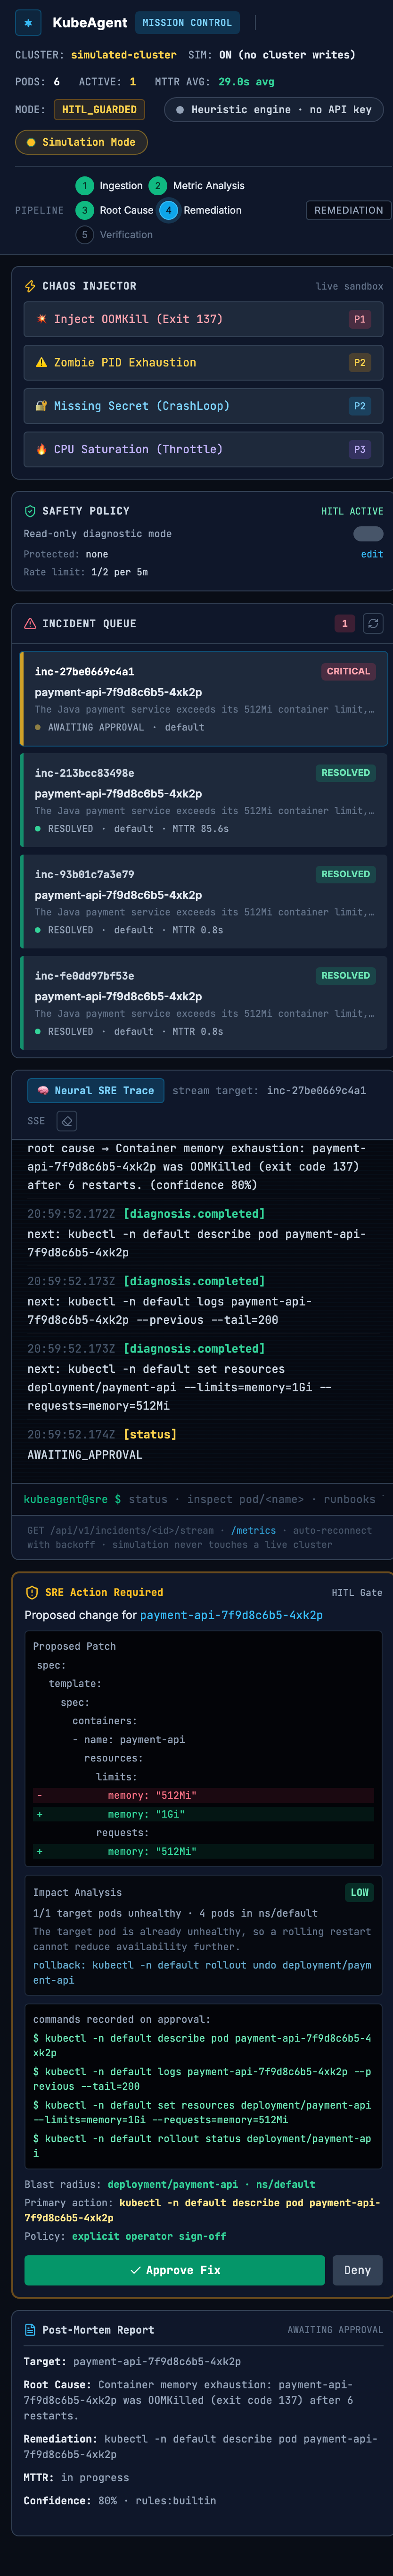 KubeAgent MISSION CONTROL
CLUSTER: simulated-cluster SIM: ON (no cluster writes)
PODS: 6 ACTIVE: 1 MTTR AVG: 29.0s avg
MODE: HITL_GUARDED Heuristic engine · no API key
Simulation Mode
1 Ingestion 2 Metric Analysis
PIPELINE 3 Root Cause 4 Remediation REMEDIATION
5 Verification
CHAOS INJECTOR live sandbox
Inject OOMKill (Exit 137) P1
Zombie PID Exhaustion P2
Missing Secret (CrashLoop) P2
CPU Saturation (Throttle) P3
SAFETY POLICY HITL ACTIVE
Read-only diagnostic mode
Protected: none edit
Rate limit: 1/2 per 5m
INCIDENT QUEUE 1
inc-27be0669c4a1 CRITICAL
payment-api-7f9d8c6b5-4xk2p
The Java payment service exceeds its 512Mi container limit,…
AWAITING APPROVAL · default
inc-213bcc83498e RESOLVED
payment-api-7f9d8c6b5-4xk2p
The Java payment service exceeds its 512Mi container limit,…
RESOLVED · default · MTTR 85.6s
inc-93b01c7a3e79 RESOLVED
payment-api-7f9d8c6b5-4xk2p
The Java payment service exceeds its 512Mi container limit,…
RESOLVED · default · MTTR 0.8s
inc-fe0dd97bf53e RESOLVED
payment-api-7f9d8c6b5-4xk2p
The Java payment service exceeds its 512Mi container limit,…
RESOLVED · default · MTTR 0.8s
Neural SRE Trace stream target: inc-27be0669c4a1
SSE
root cause → Container memory exhaustion: payment-
api-7f9d8c6b5-4xk2p was OOMKilled (exit code 137)
after 6 restarts. (confidence 80%)
20:59:52.172Z [diagnosis.completed]
next: kubectl -n default describe pod payment-api-
7f9d8c6b5-4xk2p
20:59:52.173Z [diagnosis.completed]
next: kubectl -n default logs payment-api-
7f9d8c6b5-4xk2p --previous --tail=200
20:59:52.173Z [diagnosis.completed]
next: kubectl -n default set resources
deployment/payment-api --limits=memory=1Gi --
requests=memory=512Mi
20:59:52.174Z [status]
AWAITING_APPROVAL
kubeagent@sre $ status · inspect pod/<name> · runbooks
GET /api/v1/incidents/<id>/stream · /metrics · auto-reconnect
with backoff · simulation never touches a live cluster
SRE Action Required HITL Gate
Proposed change for payment-api-7f9d8c6b5-4xk2p
Proposed Patch
spec:
template:
spec:
containers:
- name: payment-api
resources:
limits:
- memory: "512Mi"
+ memory: "1Gi"
requests:
+ memory: "512Mi"
Impact Analysis LOW
1/1 target pods unhealthy · 4 pods in ns/default
The target pod is already unhealthy, so a rolling restart
cannot reduce availability further.
rollback: kubectl -n default rollout undo deployment/paym
ent-api
commands recorded on approval:
$ kubectl -n default describe pod payment-api-7f9d8c6b5-4
xk2p
$ kubectl -n default logs payment-api-7f9d8c6b5-4xk2p --p
revious --tail=200
$ kubectl -n default set resources deployment/payment-api
--limits=memory=1Gi --requests=memory=512Mi
$ kubectl -n default rollout status deployment/payment-ap
i
Blast radius: deployment/payment-api · ns/default
Primary action: kubectl -n default describe pod payment-api-
7f9d8c6b5-4xk2p
Policy: explicit operator sign-off
Approve Fix Deny
Post-Mortem Report AWAITING APPROVAL
Target: payment-api-7f9d8c6b5-4xk2p
Root Cause: Container memory exhaustion: payment-api-
7f9d8c6b5-4xk2p was OOMKilled (exit code 137) after 6
restarts.
Remediation: kubectl -n default describe pod payment-api-
7f9d8c6b5-4xk2p
MTTR: in progress
Confidence: 80% · rules:builtin